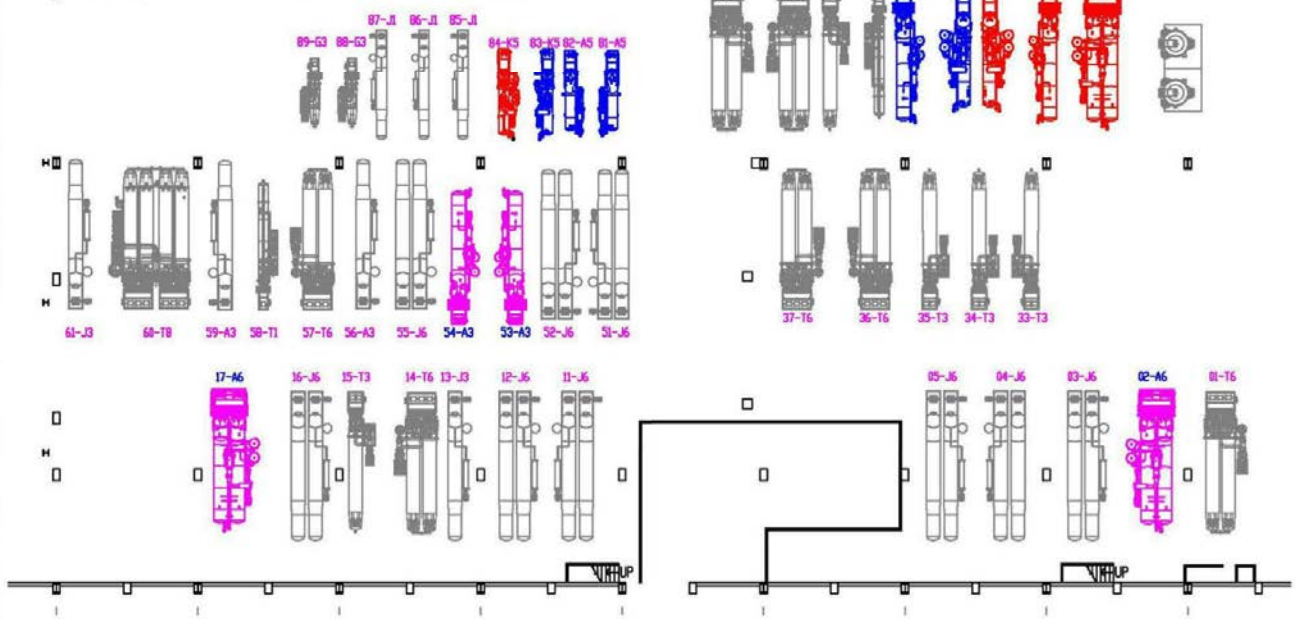 87-J1 86-J1 85-J1
89-G3 88-G3 84-K5 83-K5 82-A5 81-A5
61-J3 60-T8 59-A3 58-T1 57-T6 56-A3 55-J6 54-A3 53-A3 52-J6 51-J6
37-T6 36-T6 35-T3 34-T3 33-T3
17-A6 16-J6 15-T3 14-T6 13-J3 12-J6 11-J6
05-J6 04-J6 03-J6 02-A6 01-T6
UP
UP